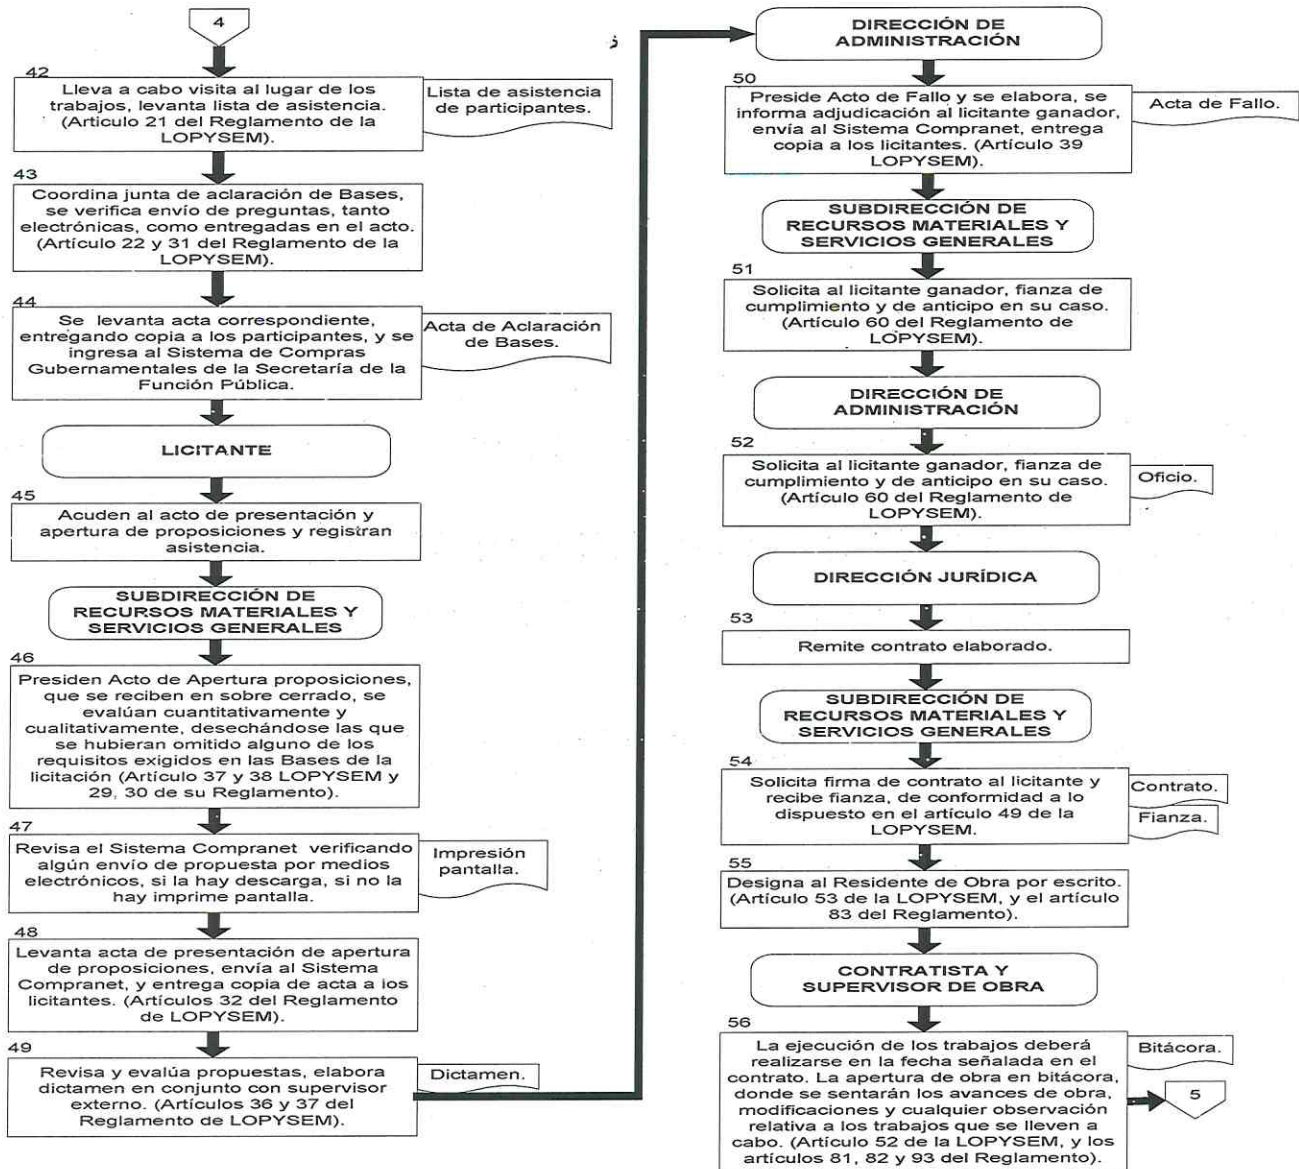 4
42
Lleva a cabo visita al lugar de los
trabajos, levanta lista de asistencia.
(Articulo 21 del Reglamento de la
LOPYSEM).
Lista de asistencia
de participantes.
43
Coordina junta de aclaración de Bases,
se verifica envío de preguntas, tanto
electrónicas, como entregadas en el acto.
(Artículo 22 y 31 del Reglamento de la
LOPYSEM).
44
Se levanta acta correspondiente,
entregando copia a los participantes, y se
ingresa al Sistema de Compras
Gubernamentales de la Secretaría de la
Función Pública.
Acta de Aclaración
de Bases.
LICITANTE
45
Acuden al acto de presentación y
apertura de proposiciones y registran
asistencia.
SUBDIRECCIÓN DE
RECURSOS MATERIALES Y
SERVICIOS GENERALES
46
Presiden Acto de Apertura proposiciones,
que se reciben en sobre cerrado, se
evalúan cuantitativamente y
cualitativamente, desechándose las que
se hubieran omitido alguno de los
requisitos exigidos en las Bases de la
licitación (Artículo 37 y 38 LOPYSEM y
29, 30 de su Reglamento).
47
Revisa el Sistema Compranet verificando
algún envío de propuesta por medios
electrónicos, si la hay descarga, si no la
hay imprime pantalla.
Impresión
pantalla.
48
Levanta acta de presentación de apertura
de proposiciones, envía al Sistema
Compranet, y entrega copia de acta a los
licitantes. (Artículos 32 del Reglamento
de LOPYSEM).
49
Revisa y evalúa propuestas, elabora
dictamen en conjunto con supervisor
externo. (Artículos 36 y 37 del
Reglamento de LOPYSEM).
Dictamen.
DIRECCIÓN DE
ADMINISTRACIÓN
50
Preside Acto de Fallo y se elabora, se
informa adjudicación al licitante ganador,
envía al Sistema Compranet, entrega
copia a los licitantes. (Artículo 39
LOPYSEM).
Acta de Fallo.
SUBDIRECCIÓN DE
RECURSOS MATERIALES Y
SERVICIOS GENERALES
51
Solicita al licitante ganador, fianza de
cumplimiento y de anticipo en su caso.
(Artículo 60 del Reglamento de
LOPYSEM).
DIRECCIÓN DE
ADMINISTRACIÓN
52
Solicita al licitante ganador, fianza de
cumplimiento y de anticipo en su caso.
(Artículo 60 del Reglamento de
LOPYSEM).
Oficio.
DIRECCIÓN JURÍDICA
53
Remite contrato elaborado.
SUBDIRECCIÓN DE
RECURSOS MATERIALES Y
SERVICIOS GENERALES
54
Solicita firma de contrato al licitante y
recibe fianza, de conformidad a lo
dispuesto en el artículo 49 de la
LOPYSEM.
Contrato.
Fianza.
55
Designa al Residente de Obra por escrito.
(Artículo 53 de la LOPYSEM, y el artículo
83 del Reglamento).
CONTRATISTA Y
SUPERVISOR DE OBRA
56
La ejecución de los trabajos deberá
realizarse en la fecha señalada en el
contrato. La apertura de obra en bitácora,
donde se sentarán los avances de obra,
modificaciones y cualquier observación
relativa a los trabajos que se lleven a
cabo. (Artículo 52 de la LOPYSEM, y los
artículos 81, 82 y 93 del Reglamento).
Bitácora.
5